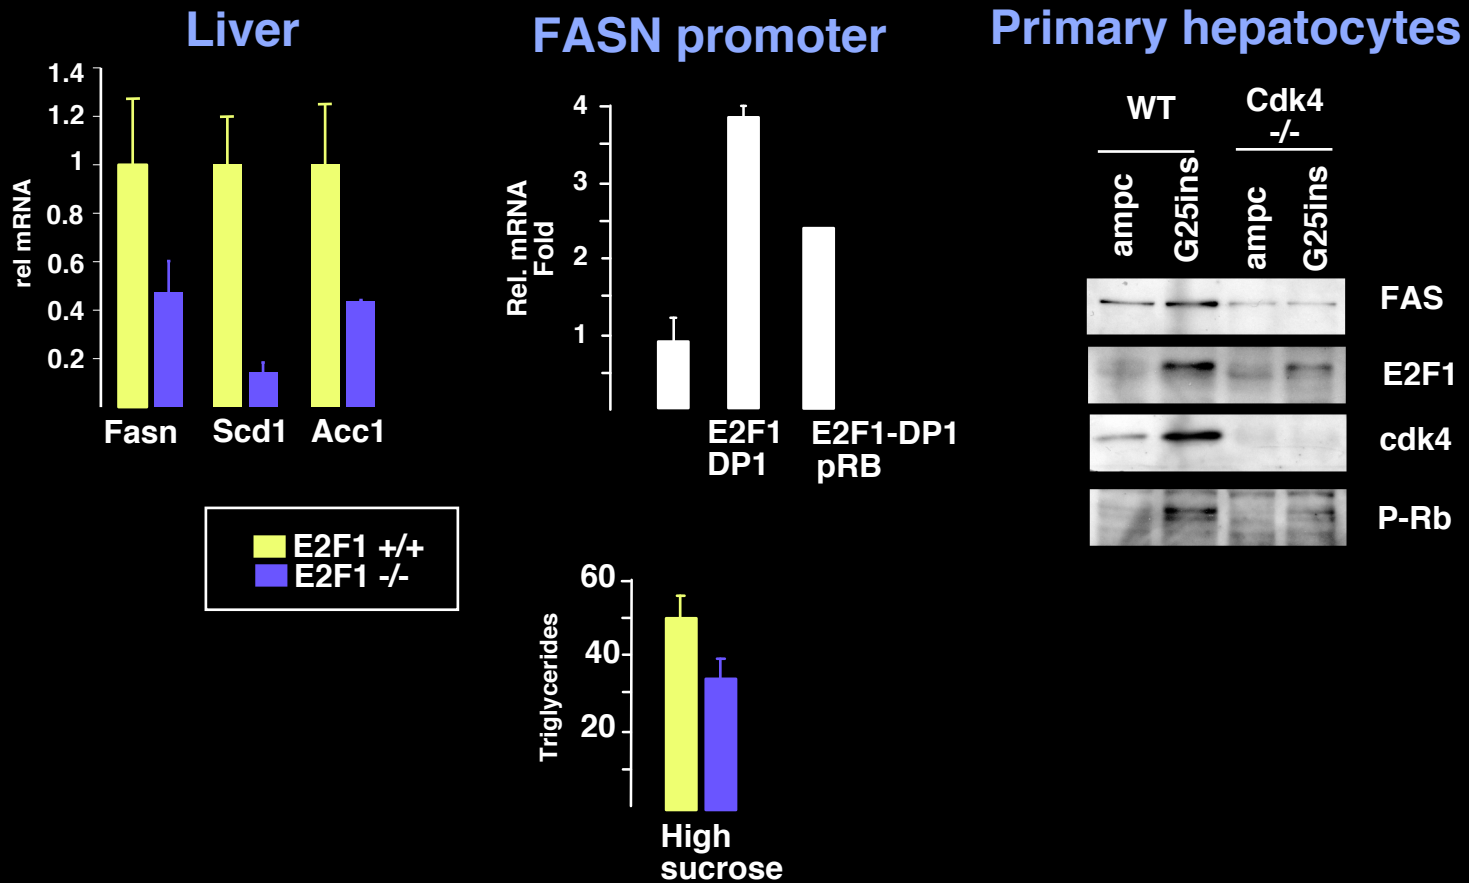 Liver
1.4
1.2
1
0.8
0.6
0.4
0.2
rel mRNA
Fasn Scd1 Acc1
E2F1 +/+
E2F1 -/-
FASN promoter
4
3
2
1
Rel. mRNA
Fold
E2F1
DP1
E2F1-DP1
pRB
60
40
20
Triglycerides
High
sucrose
Primary hepatocytes
WT
Cdk4
-/-
ampc
G25ins
ampc
G25ins
FAS
E2F1
cdk4
P-Rb